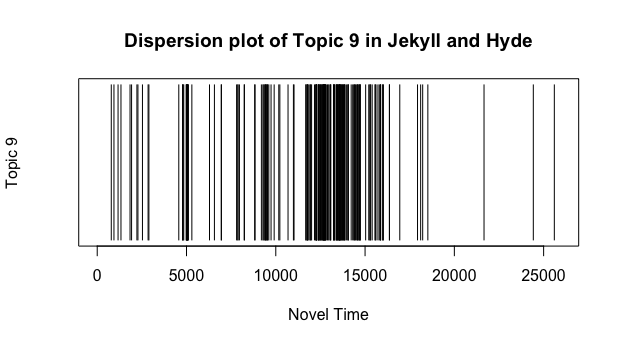 Dispersion plot of Topic 9 in Jekyll and Hyde
Topic 9
0 5000 10000 15000 20000 25000
Novel Time